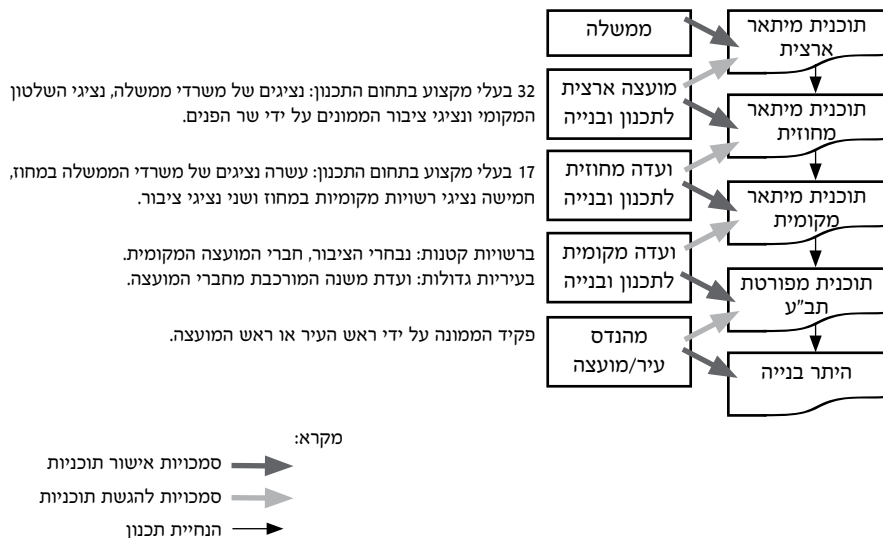 תוכנית מיתאר
ארצית
ממשלה
מועצה ארצית
לתכנון ובנייה
32 בעלי מקצוע בתחום התכנון: נציגים של משרדי ממשלה, נציגי השלטון
המקומי ונציגי ציבור הממונים על ידי שר הפנים.
תוכנית מיתאר
מחוזית
ועדה מחוזית
לתכנון ובנייה
17 בעלי מקצוע בתחום התכנון: עשרה נציגים של משרדי הממשלה במחוז,
חמישה נציגי רשויות מקומיות במחוז ושני נציגי ציבור.
תוכנית מיתאר
מקומית
ועדה מקומית
לתכנון ובנייה
ברשויות קטנות: נבחרי הציבור, חברי המועצה המקומית.
בעיריות גדולות: ועדת משנה המורכבת מחברי המועצה.
תוכנית מפורטת
תב"ע
מהנדס
עיר/מועצה
פקיד הממונה על ידי ראש העיר או ראש המועצה.
היתר בנייה
מקרא:
סמכויות אישור תוכניות
סמכויות להגשת תוכניות
הנחיית תכנון